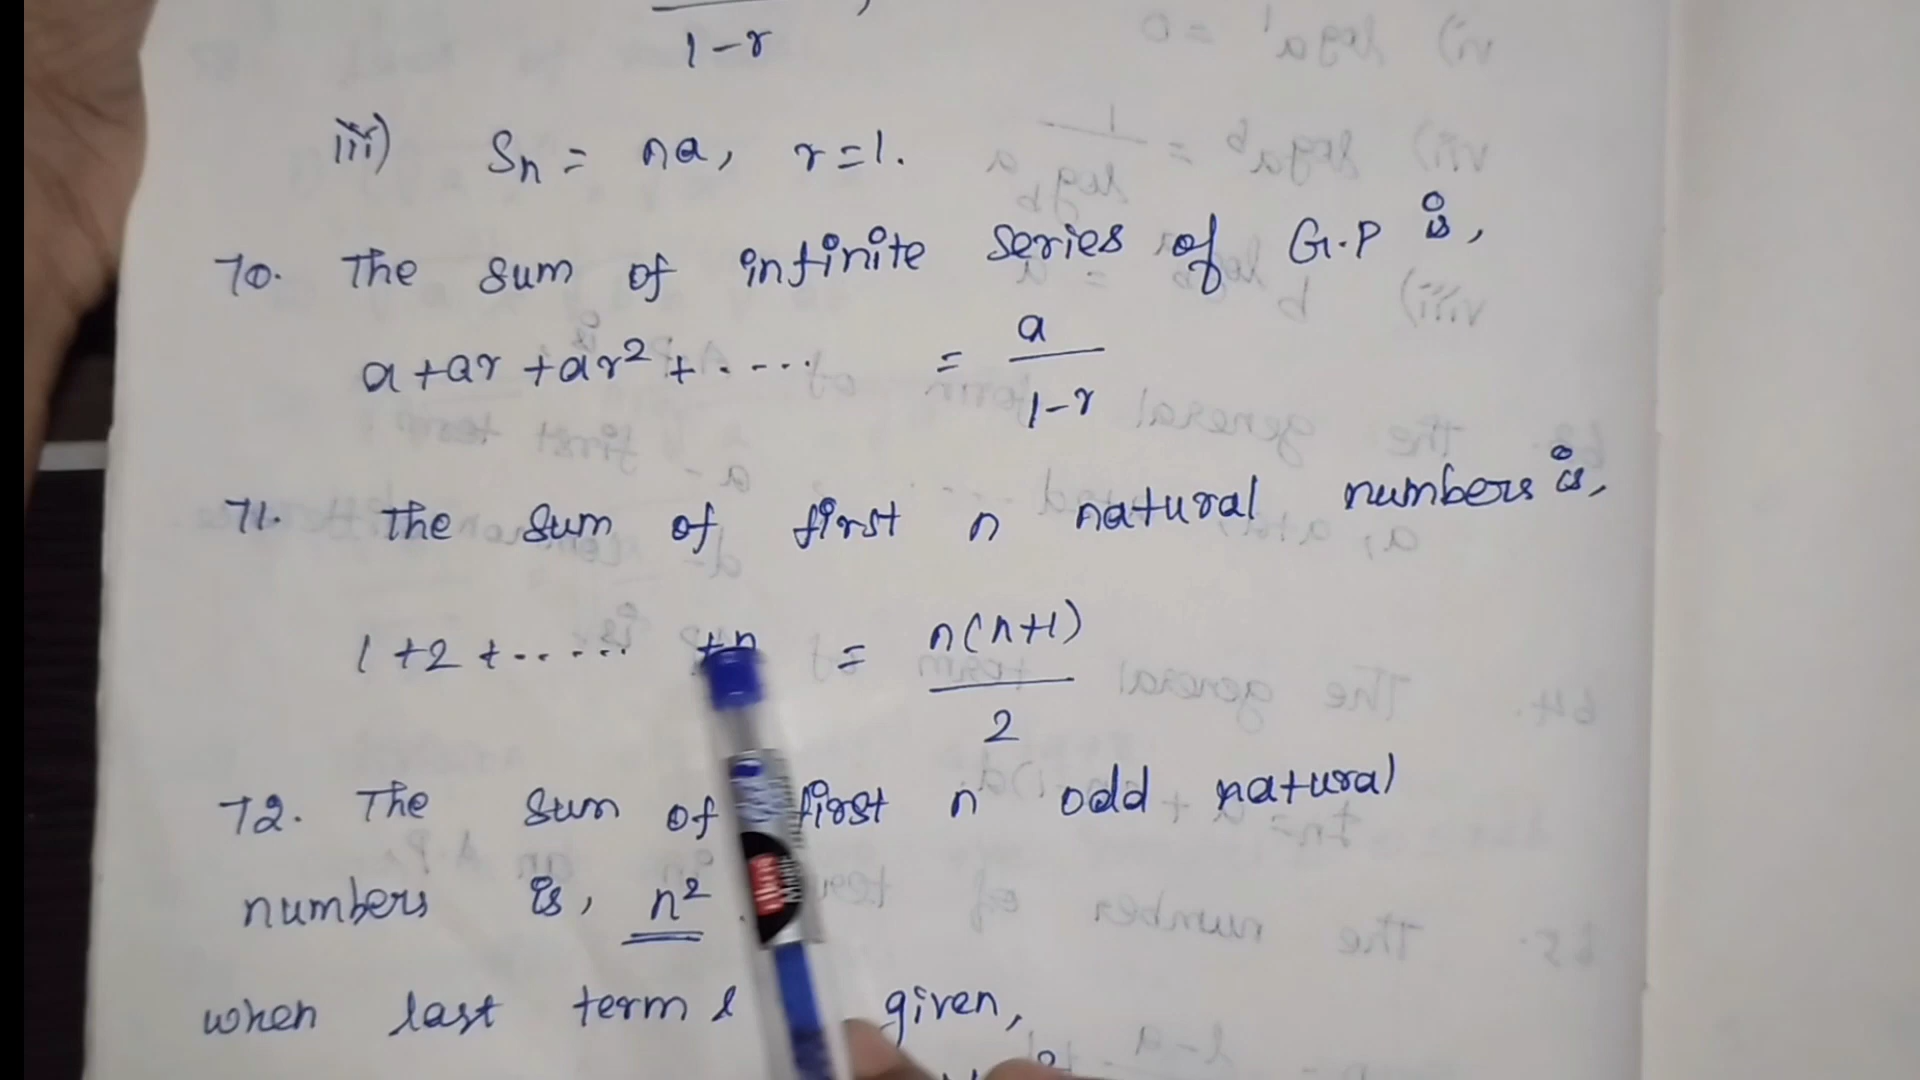 1-r
iii) Sn = na, r=1.
70. The sum of infinite series of G.P is,
a+ar+ar²+..... = a/(1-r)
71. The sum of first n natural numbers is,
1+2+...... +n = n(n+1)/2
72. The sum of first n odd natural
numbers is, n².
when last term l given,